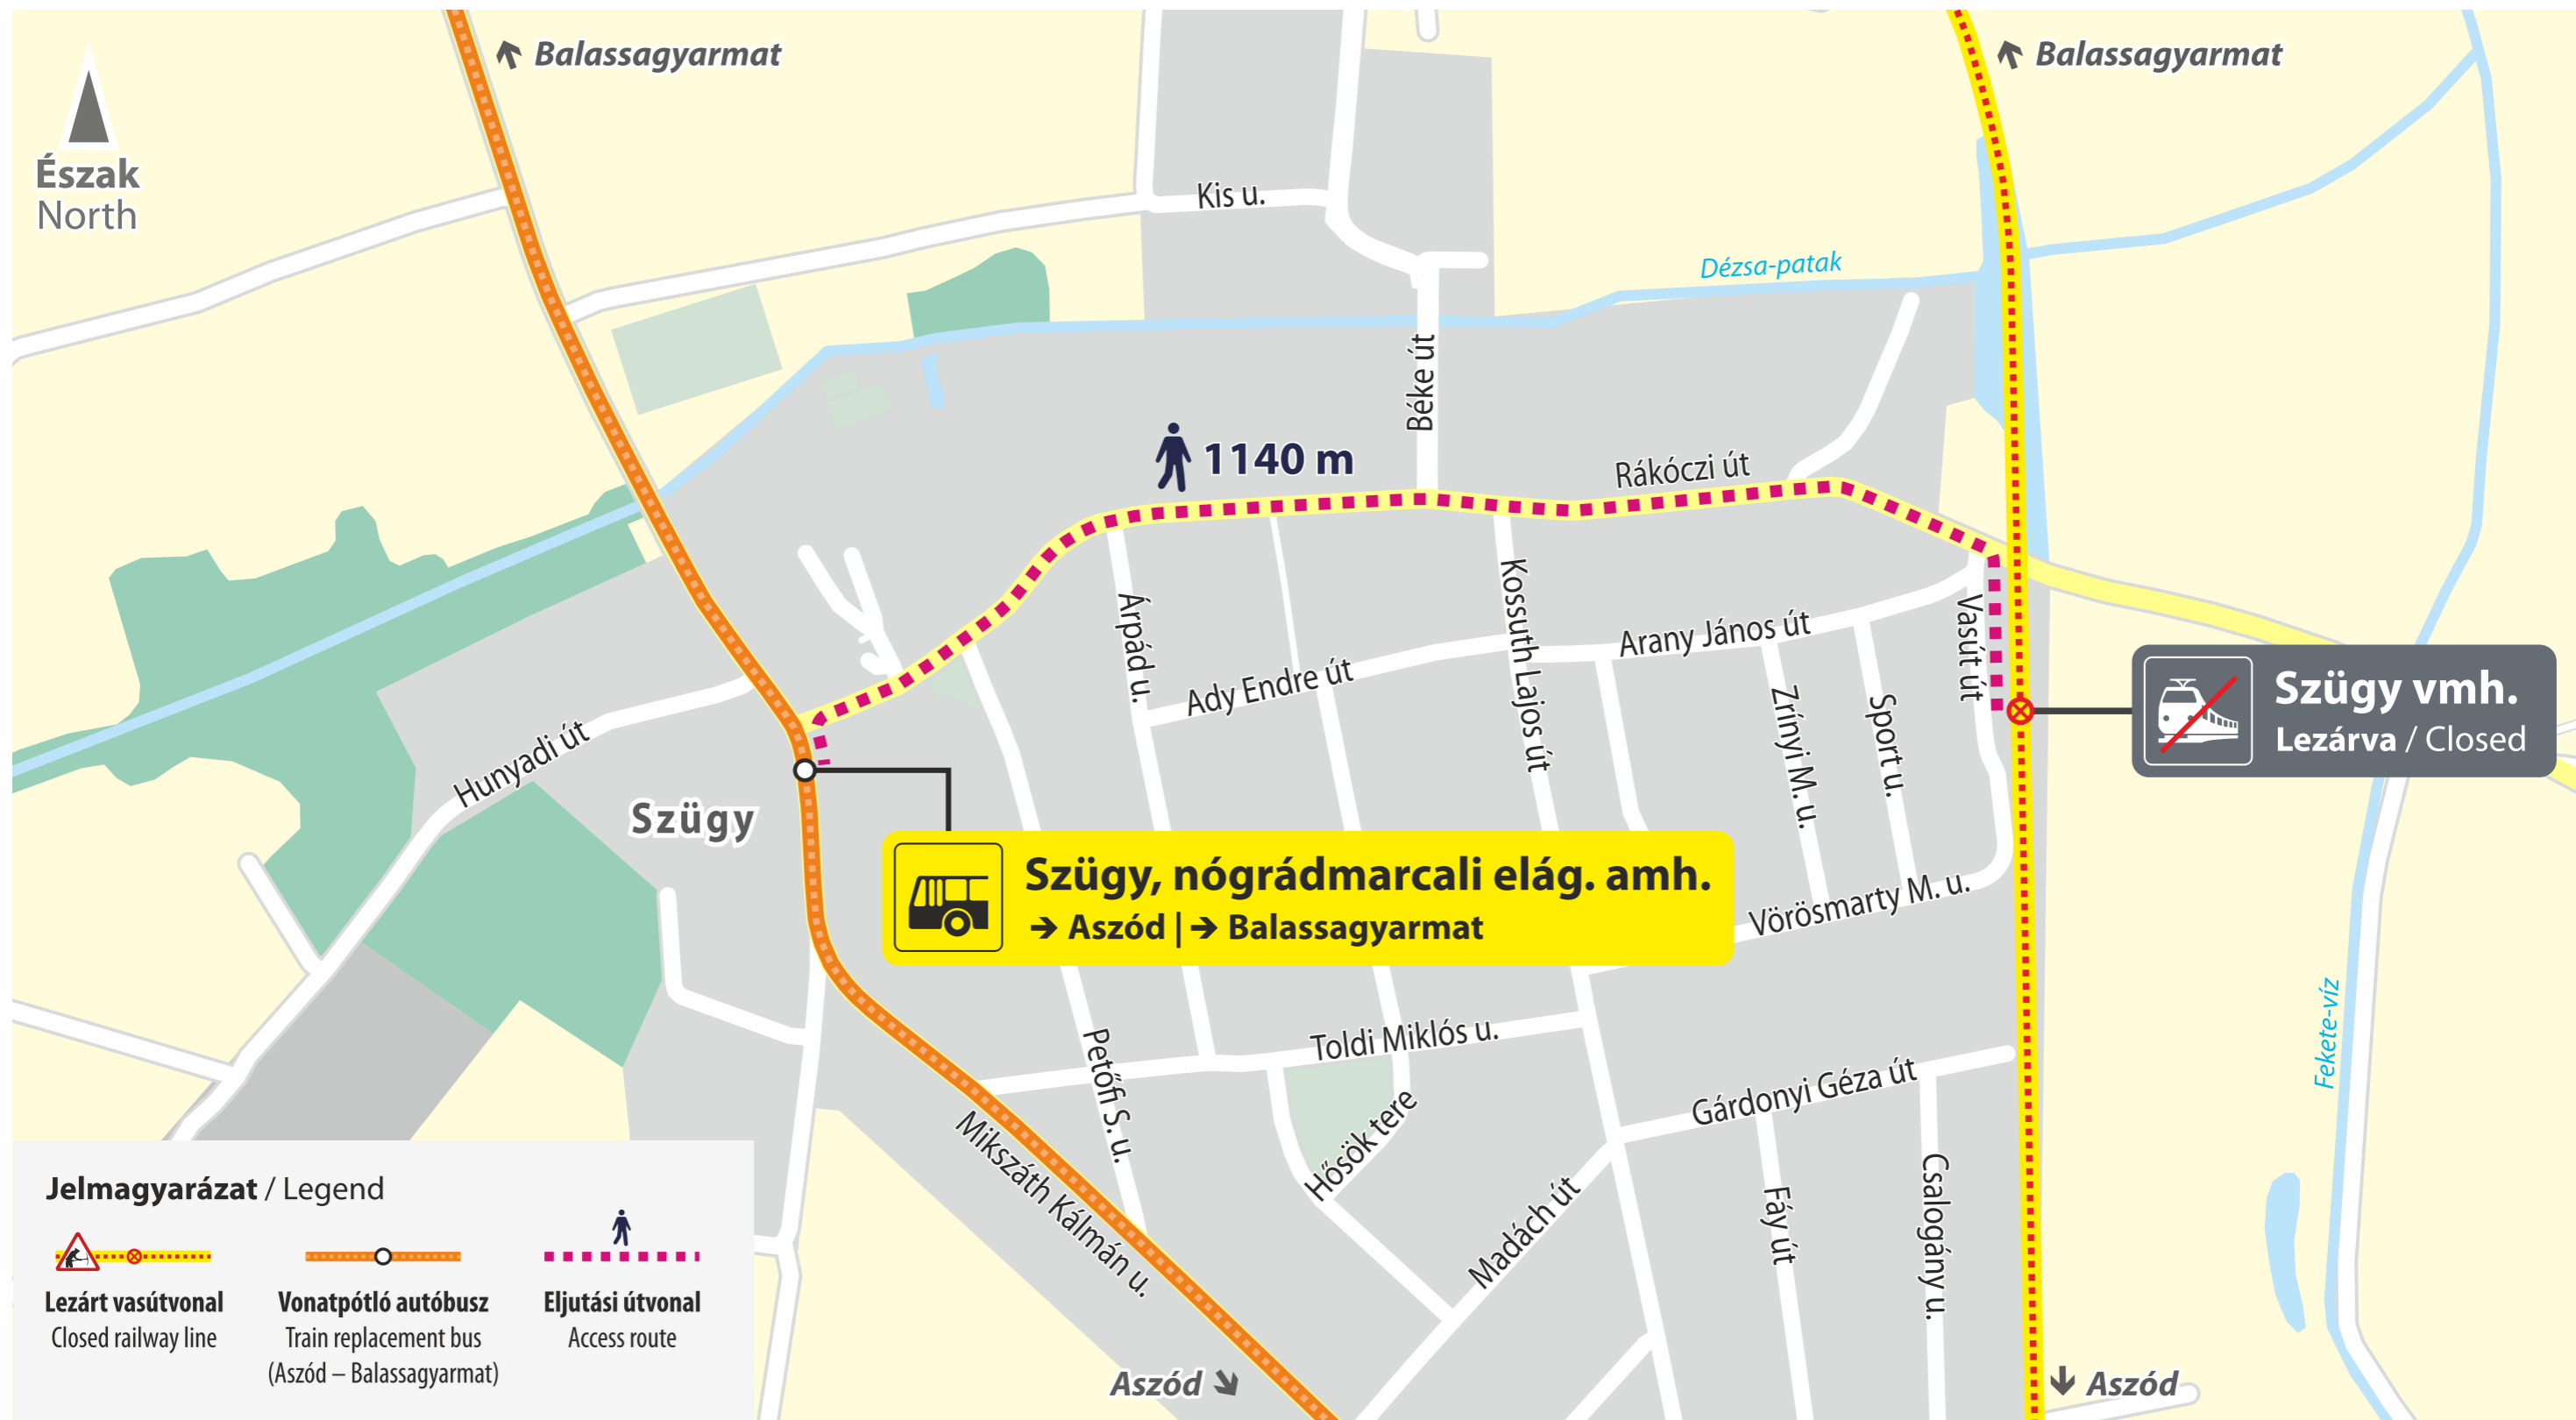 Balassagyarmat
Balassagyarmat
Észak
North
Kis u.
Dézsa-patak
Béke út
1140 m
Rákóczi út
Árpád u.
Kossuth Lajos út
Ady Endre út
Arany János út
Vasút út
Zrínyi M. u.
Sport u.
Szügy vmh.
Lezárva / Closed
Hunyadi út
Szügy
Szügy, nógrádmarcali elág. amh.
➔ Aszód | ➔ Balassagyarmat
Vörösmarty M. u.
Fekete-víz
Petőfi S. u.
Toldi Miklós u.
Hősök tere
Gárdonyi Géza út
Mikszáth Kálmán u.
Madách út
Fáy út
Csalogány u.
Aszód
Aszód
Jelmagyarázat / Legend
Lezárt vasútvonal
Closed railway line
Vonatpótló autóbusz
Train replacement bus
(Aszód – Balassagyarmat)
Eljutási útvonal
Access route